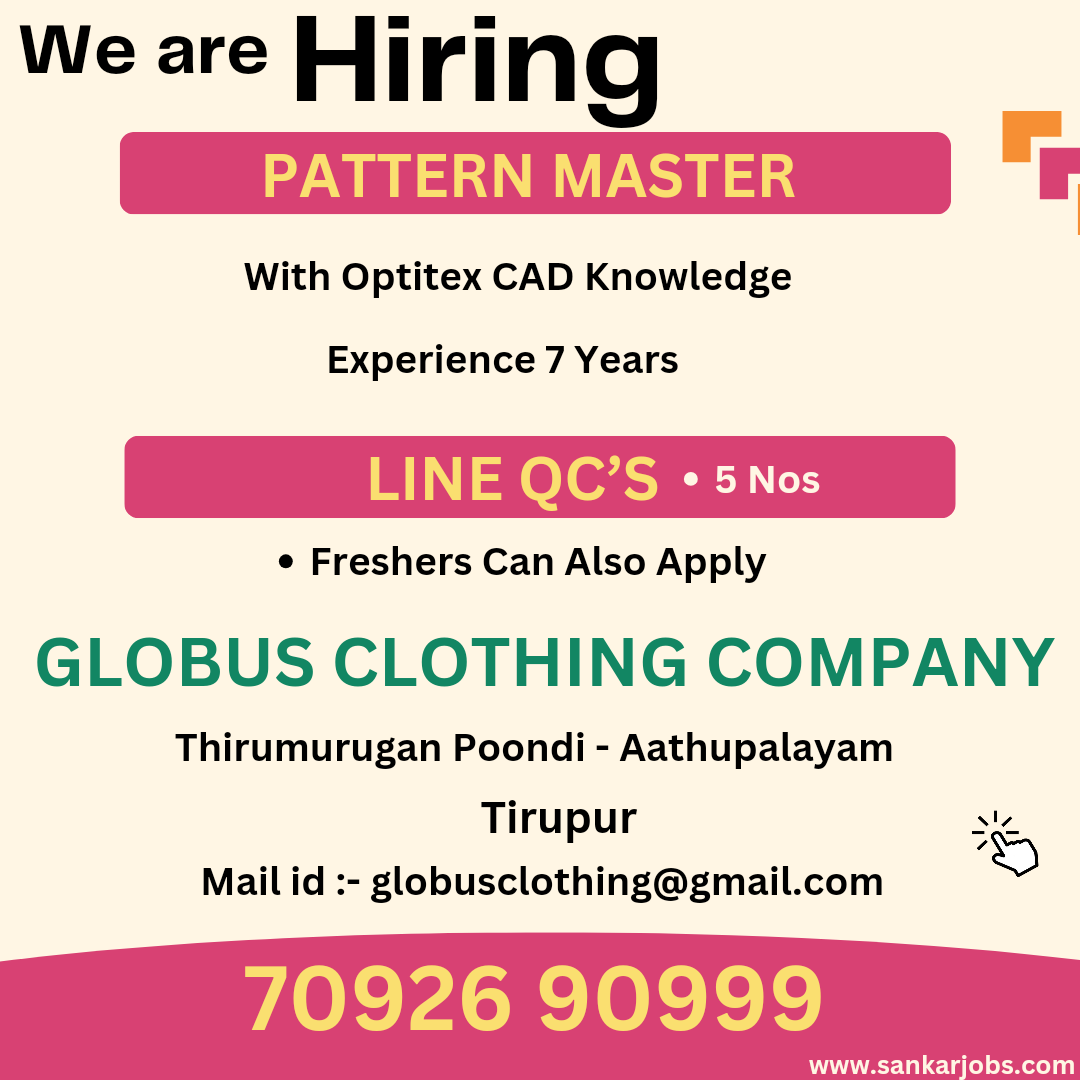 We are Hiring
PATTERN MASTER
With Optitex CAD Knowledge
Experience 7 Years
LINE QC’S • 5 Nos
• Freshers Can Also Apply
GLOBUS CLOTHING COMPANY
Thirumurugan Poondi - Aathupalayam
Tirupur
Mail id :- globusclothing@gmail.com
70926 90999
www.sankarjobs.com